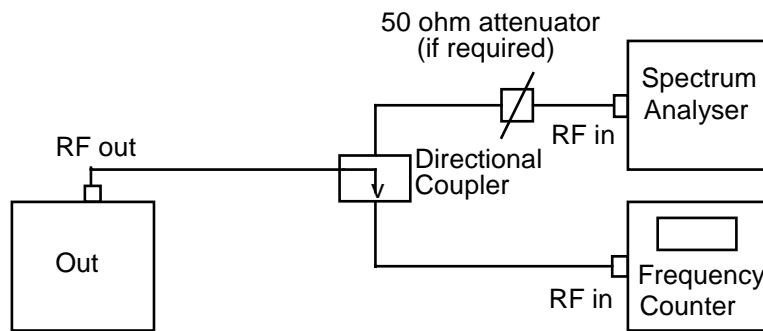 50 ohm attenuator
(if required)
Spectrum
Analyser
RF in
RF out
Directional
Coupler
v
Out
Frequency
Counter
RF in